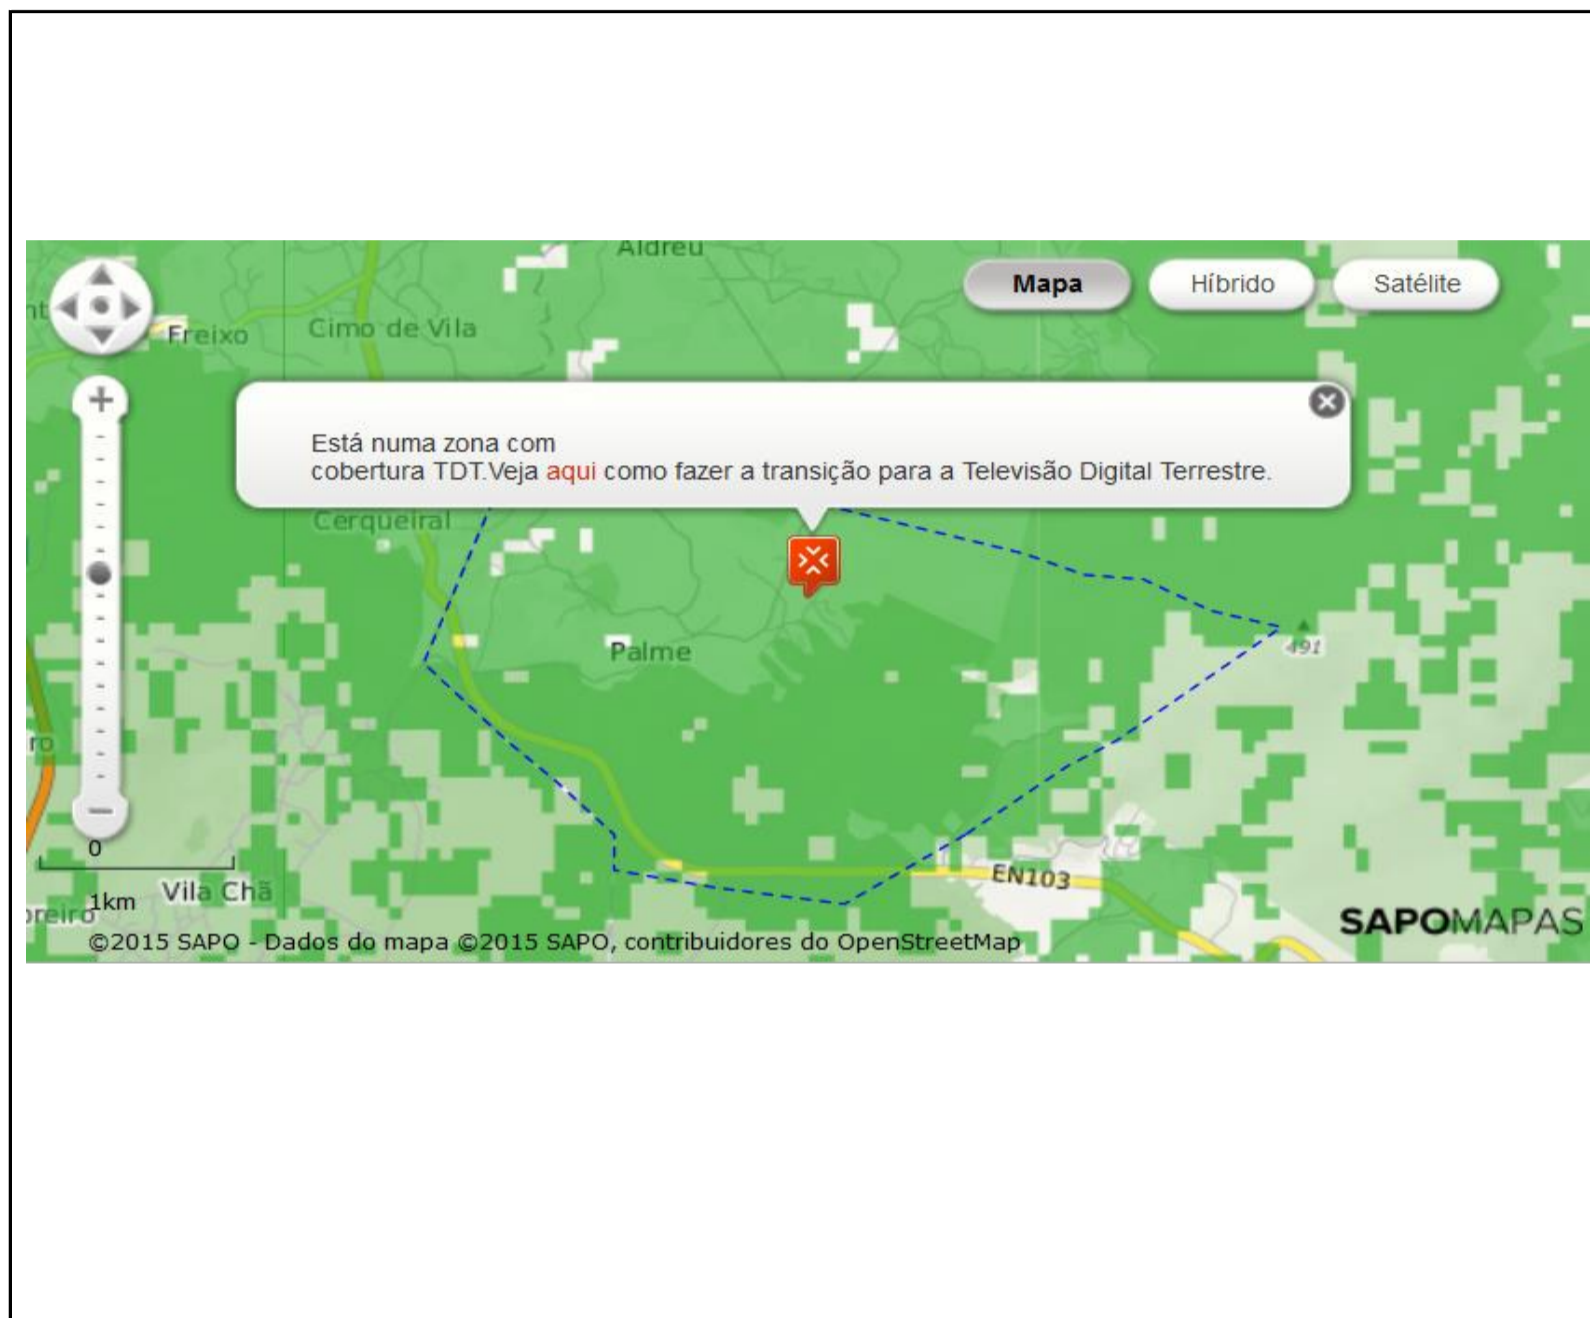 Aldreu
Mapa
Híbrido
Satélite
Freixo
Cimo de Vila
Está numa zona com
cobertura TDT.Veja aqui como fazer a transição para a Televisão Digital Terrestre.
Cerqueiral
Palme
491
ro
0
1km
Vila Chã
EN103
SAPOMAPAS
©2015 SAPO - Dados do mapa ©2015 SAPO, contribuidores do OpenStreetMap